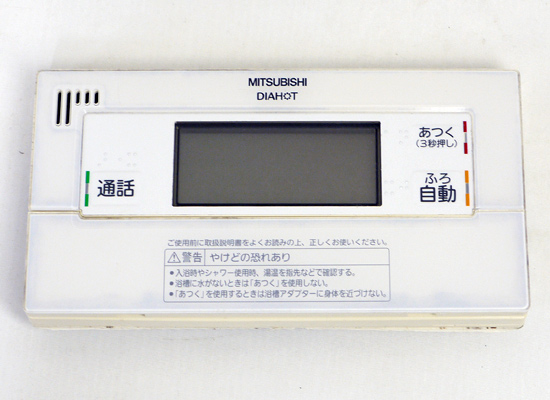 MITSUBISHI
DIAHOT
あつく
(3秒押し)
通話
ふろ
自動
ご使用前に取扱説明書をよくお読みの上、正しくお使いください。
⚠警告 やけどの恐れあり
●入浴時やシャワー使用時、湯温を指先などで確認する。
●浴槽に水がないときは「あつく」を使用しない。
●「あつく」を使用するときは浴槽アダプターに身体を近づけない。